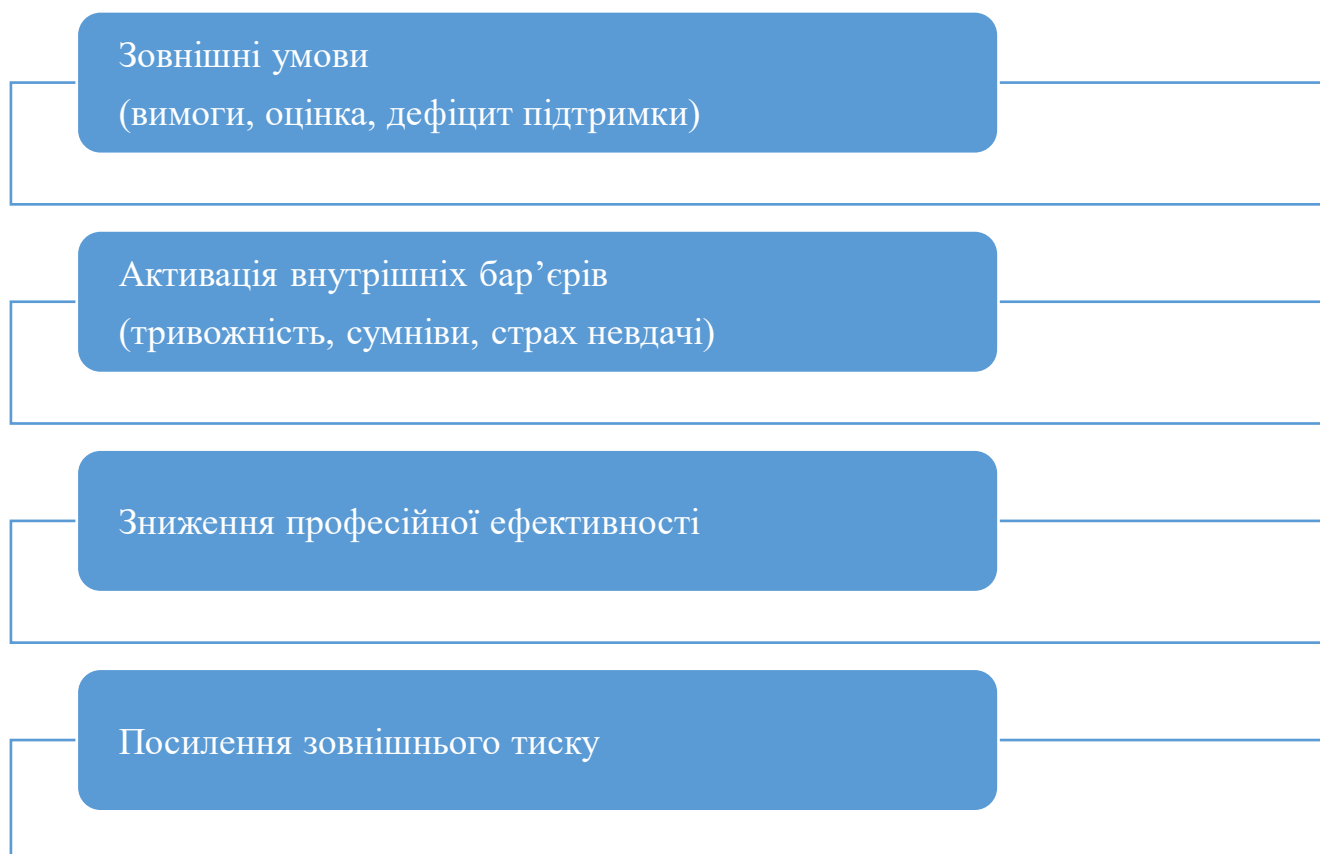 Зовнішні умови
(вимоги, оцінка, дефіцит підтримки)
Активація внутрішніх бар’єрів
(тривожність, сумніви, страх невдачі)
Зниження професійної ефективності
Посилення зовнішнього тиску